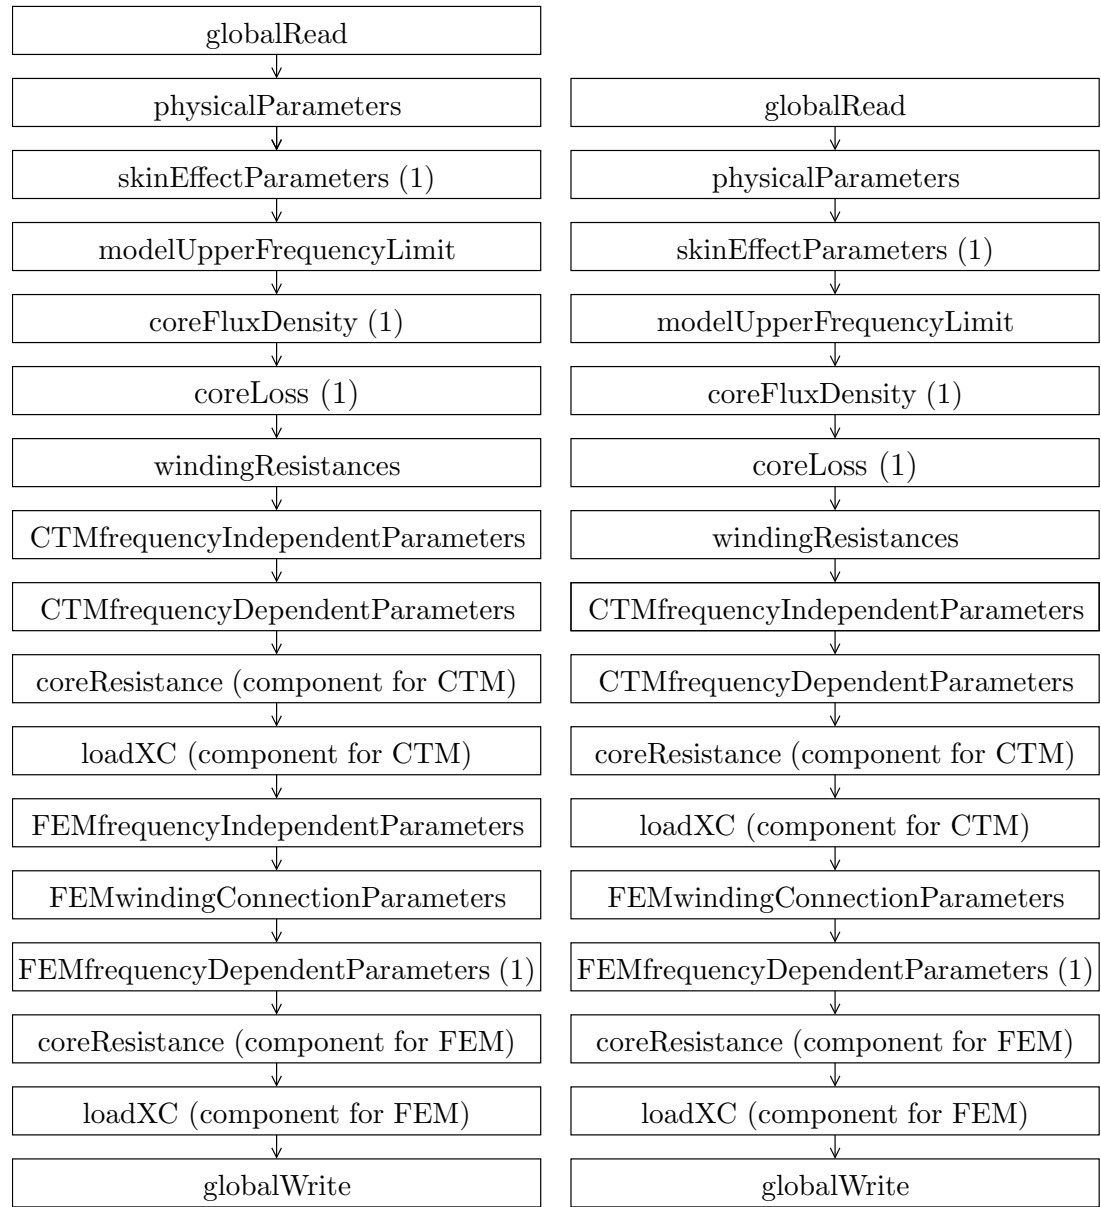 globalRead
physicalParameters
skinEffectParameters (1)
modelUpperFrequencyLimit
coreFluxDensity (1)
coreLoss (1)
windingResistances
CTMfrequencyIndependentParameters
CTMfrequencyDependentParameters
coreResistance (component for CTM)
loadXC (component for CTM)
FEMfrequencyIndependentParameters
FEMwindingConnectionParameters
FEMfrequencyDependentParameters (1)
coreResistance (component for FEM)
loadXC (component for FEM)
globalWrite
globalRead
physicalParameters
skinEffectParameters (1)
modelUpperFrequencyLimit
coreFluxDensity (1)
coreLoss (1)
windingResistances
CTMfrequencyIndependentParameters
CTMfrequencyDependentParameters
coreResistance (component for CTM)
loadXC (component for CTM)
FEMwindingConnectionParameters
FEMfrequencyDependentParameters (1)
coreResistance (component for FEM)
loadXC (component for FEM)
globalWrite